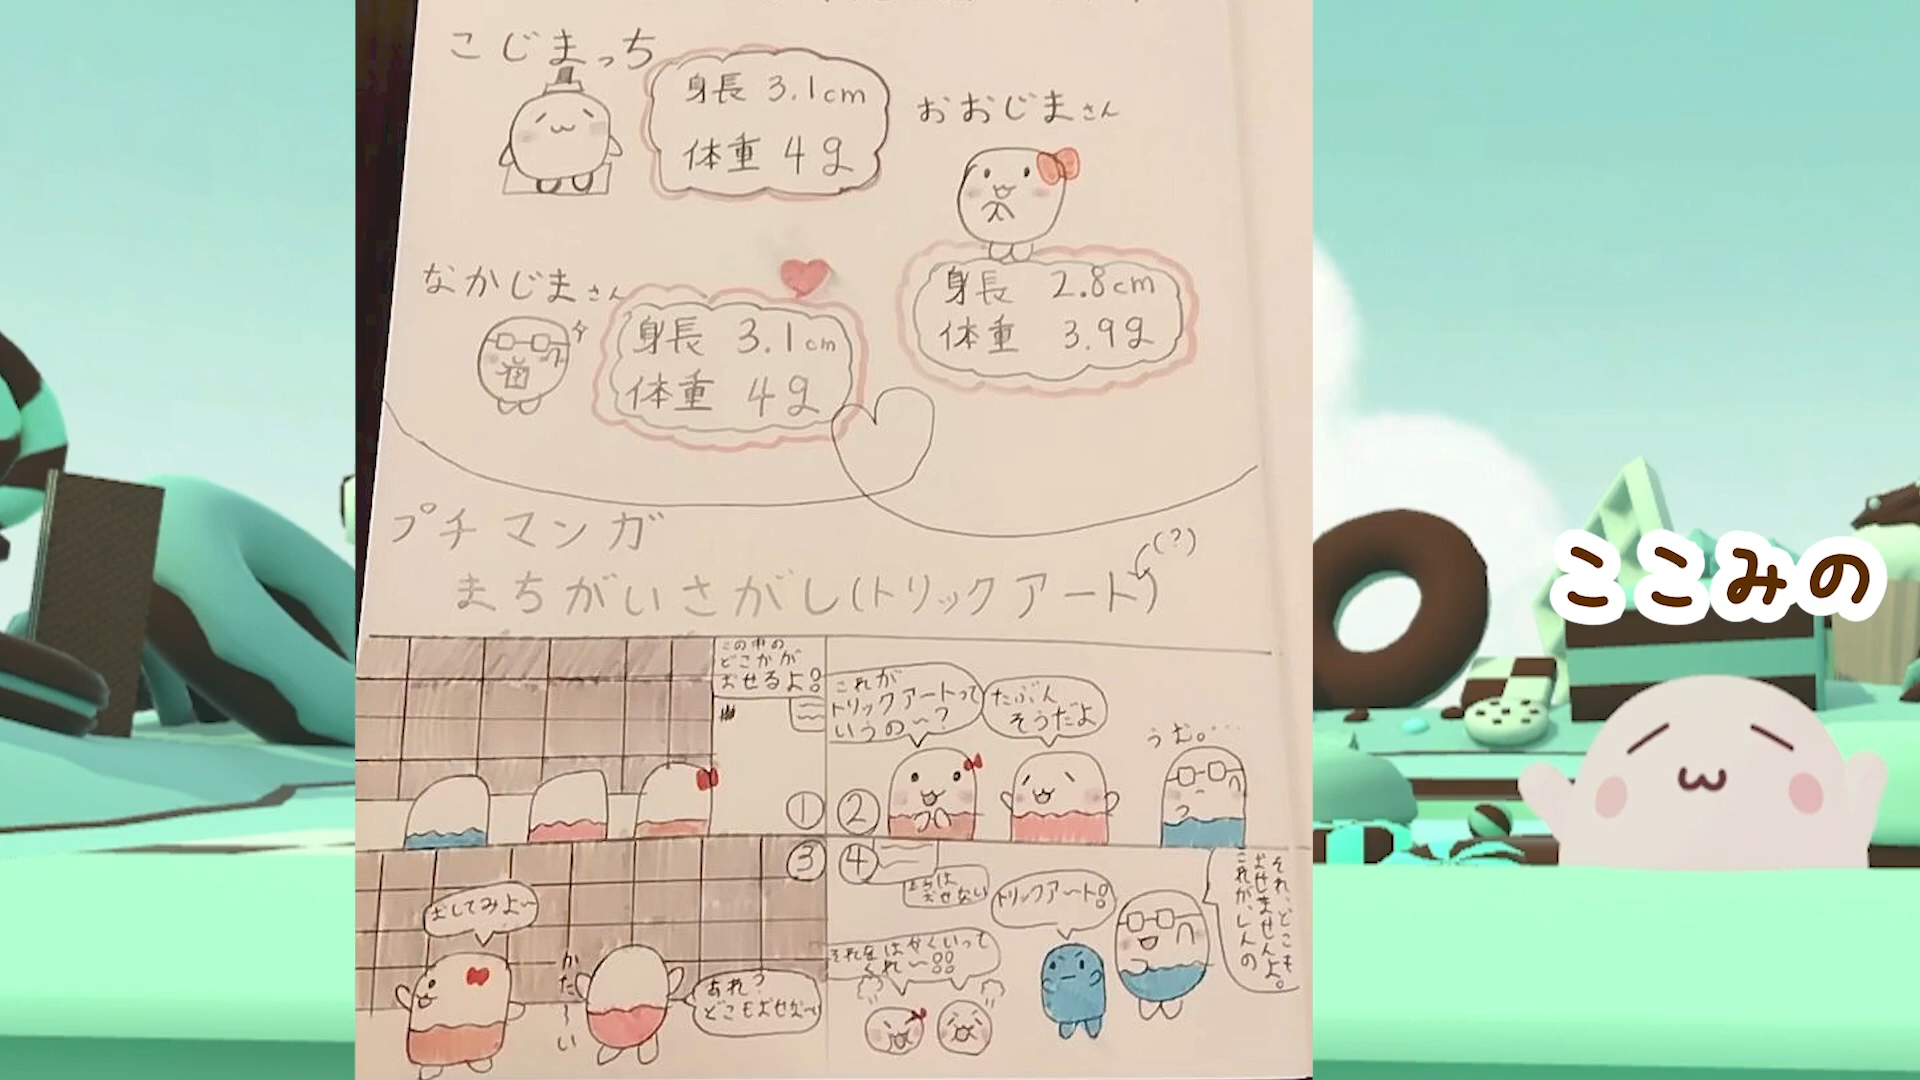 こじまっち
身長 3.1cm
体重 4g
おおじまさん
身長 2.8cm
体重 3.9g
なかじまさん
身長 3.1cm
体重 4g
プチマンガ
まちがいさがし(トリックアート)
(?)
ここみの
この中の
どこかが
おせるよ!!
①
②
これが
トリックアートって
いうの〜?
たぶん
そうだよ
うむ。…
③
おしてみよ〜
かた〜い
あれ?
どこもおせな〜い
④
おせない
トリックアート!!
それ、どこも
おせませんよ。
これが、しんの
それをはやくいって
くれ〜!!